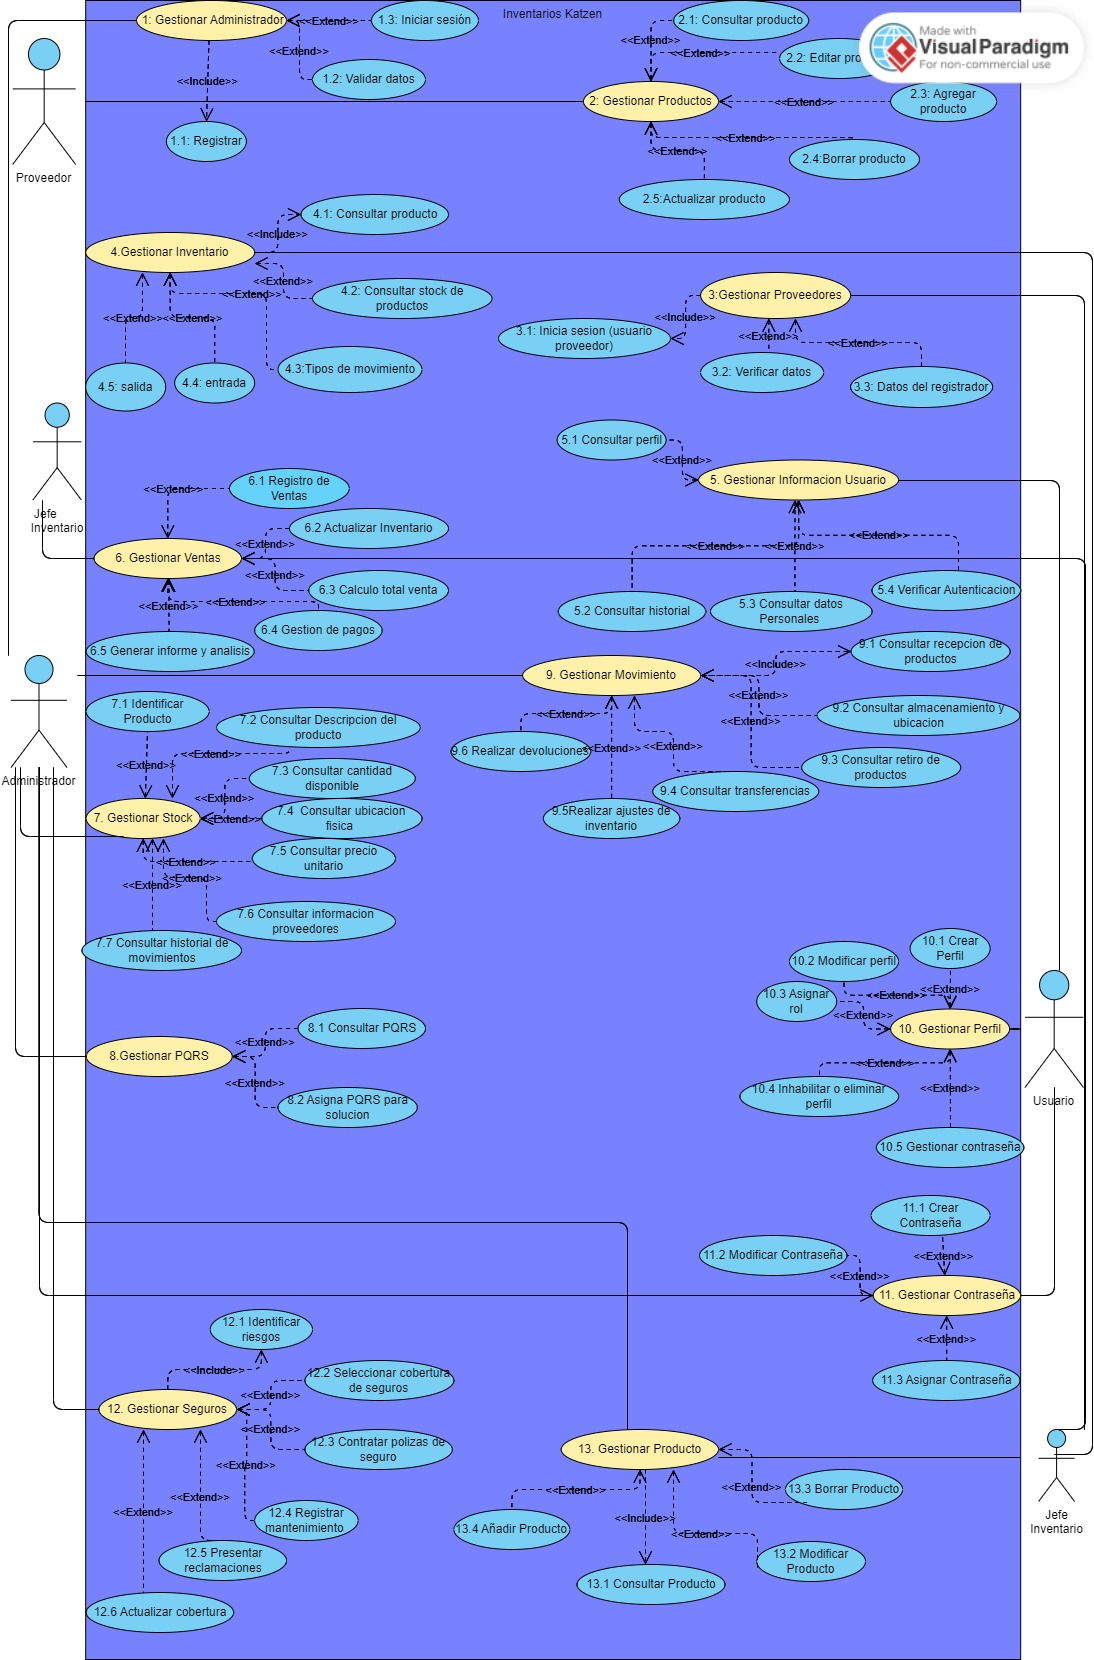 Inventarios Katzen
Made with
VisualParadigm
For non-commercial use
1: Gestionar Administrador
<<Extend>>
1.3: Iniciar sesión
<<Extend>>
1.2: Validar datos
<<Include>>
1.1: Registrar
Proveedor
2.1: Consultar producto
<<Extend>>
<<Extend>>
2.2: Editar
2: Gestionar Productos
<<Extend>>
2.3: Agregar
producto
<<Extend>>
<<Extend>>
2.4:Borrar producto
2.5:Actualizar producto
4.1: Consultar producto
<<Include>>
4.Gestionar Inventario
<<Extend>>
4.2: Consultar stock de
productos
<<Extend>>
<<Extend>>
<<Extend>>
4.3:Tipos de movimiento
4.5: salida
4.4: entrada
3:Gestionar Proveedores
<<Include>>
3.1: Inicia sesion (usuario
proveedor)
<<Extend>>
<<Extend>>
3.2: Verificar datos
3.3: Datos del registrador
Jefe
Inventario
5.1 Consultar perfil
<<Extend>>
5. Gestionar Informacion Usuario
<<Extend>>
<<Extend>>
<<Extend>>
5.2 Consultar historial
5.3 Consultar datos
Personales
5.4 Verificar Autenticacion
<<Extend>>
6.1 Registro de
Ventas
6.2 Actualizar Inventario
<<Extend>>
6. Gestionar Ventas
<<Extend>>
6.3 Calculo total venta
<<Extend>>
<<Extend>>
6.4 Gestion de pagos
6.5 Generar informe y analisis
9.1 Consultar recepcion de
productos
<<Include>>
9. Gestionar Movimiento
<<Extend>>
9.2 Consultar almacenamiento y
ubicacion
<<Extend>>
<<Extend>>
9.6 Realizar devoluciones
<<Extend>>
<<Extend>>
9.3 Consultar retiro de
productos
9.4 Consultar transferencias
9.5Realizar ajustes de
inventario
Administrador
7.1 Identificar
Producto
7.2 Consultar Descripcion del
producto
<<Extend>>
<<Extend>>
7.3 Consultar cantidad
disponible
<<Extend>>
7. Gestionar Stock
<<Extend>>
7.4 Consultar ubicacion
fisica
<<Extend>>
7.5 Consultar precio
unitario
<<Extend>>
<<Extend>>
7.6 Consultar informacion
proveedores
7.7 Consultar historial de
movimientos
10.1 Crear
Perfil
10.2 Modificar perfil
<<Extend>>
<<Extend>>
10.3 Asignar
rol
<<Extend>>
10. Gestionar Perfil
<<Extend>>
<<Extend>>
10.4 Inhabilitar o eliminar
perfil
10.5 Gestionar contraseña
Usuario
8.1 Consultar PQRS
<<Extend>>
8.Gestionar PQRS
<<Extend>>
8.2 Asigna PQRS para
solucion
11.1 Crear
Contraseña
11.2 Modificar Contraseña
<<Extend>>
<<Extend>>
11. Gestionar Contraseña
<<Extend>>
11.3 Asignar Contraseña
12.1 Identificar
riesgos
<<Include>>
12.2 Seleccionar cobertura
de seguros
<<Extend>>
12. Gestionar Seguros
<<Extend>>
12.3 Contratar polizas de
seguro
<<Extend>>
<<Extend>>
<<Extend>>
12.4 Registrar
mantenimiento
12.5 Presentar
reclamaciones
12.6 Actualizar cobertura
13. Gestionar Producto
<<Extend>>
13.3 Borrar Producto
<<Extend>>
<<Include>>
<<Extend>>
13.4 Añadir Producto
13.2 Modificar
Producto
13.1 Consultar Producto
Jefe
Inventario